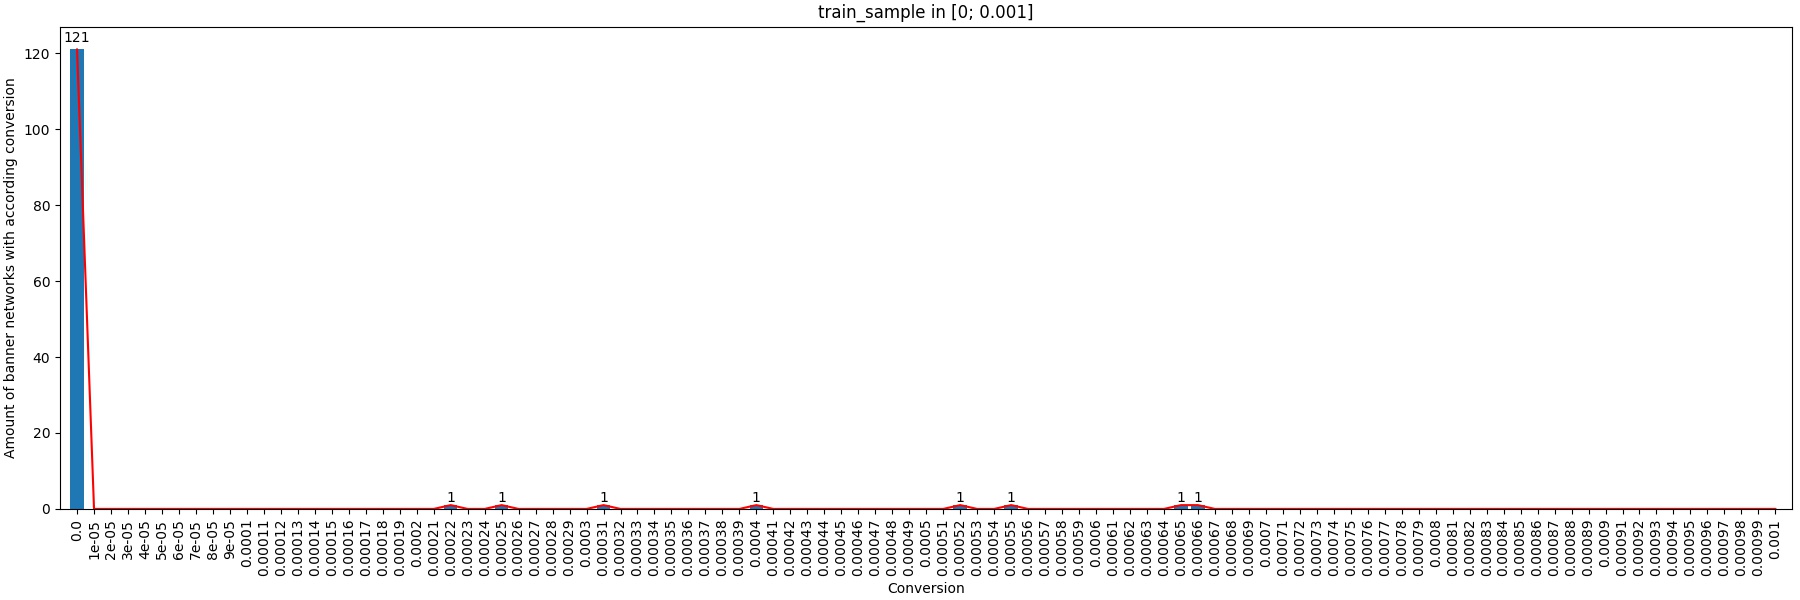 train_sample in [0; 0.001]
Amount of banner networks with according conversion
120
100
80
60
40
20
0
121
1 1 1 1 1 1 1 1
0.0 1e-05 2e-05 3e-05 4e-05 5e-05 6e-05 7e-05 8e-05 9e-05 0.0001 0.00011 0.00012 0.00013 0.00014 0.00015 0.00016 0.00017 0.00018 0.00019 0.0002 0.00021 0.00022 0.00023 0.00024 0.00025 0.00026 0.00027 0.00028 0.00029 0.0003 0.00031 0.00032 0.00033 0.00034 0.00035 0.00036 0.00037 0.00038 0.00039 0.0004 0.00041 0.00042 0.00043 0.00044 0.00045 0.00046 0.00047 0.00048 0.00049 0.0005 0.00051 0.00052 0.00053 0.00054 0.00055 0.00056 0.00057 0.00058 0.00059 0.0006 0.00061 0.00062 0.00063 0.00064 0.00065 0.00066 0.00067 0.00068 0.00069 0.0007 0.00071 0.00072 0.00073 0.00074 0.00075 0.00076 0.00077 0.00078 0.00079 0.0008 0.00081 0.00082 0.00083 0.00084 0.00085 0.00086 0.00087 0.00088 0.00089 0.0009 0.00091 0.00092 0.00093 0.00094 0.00095 0.00096 0.00097 0.00098 0.00099 0.001
Conversion